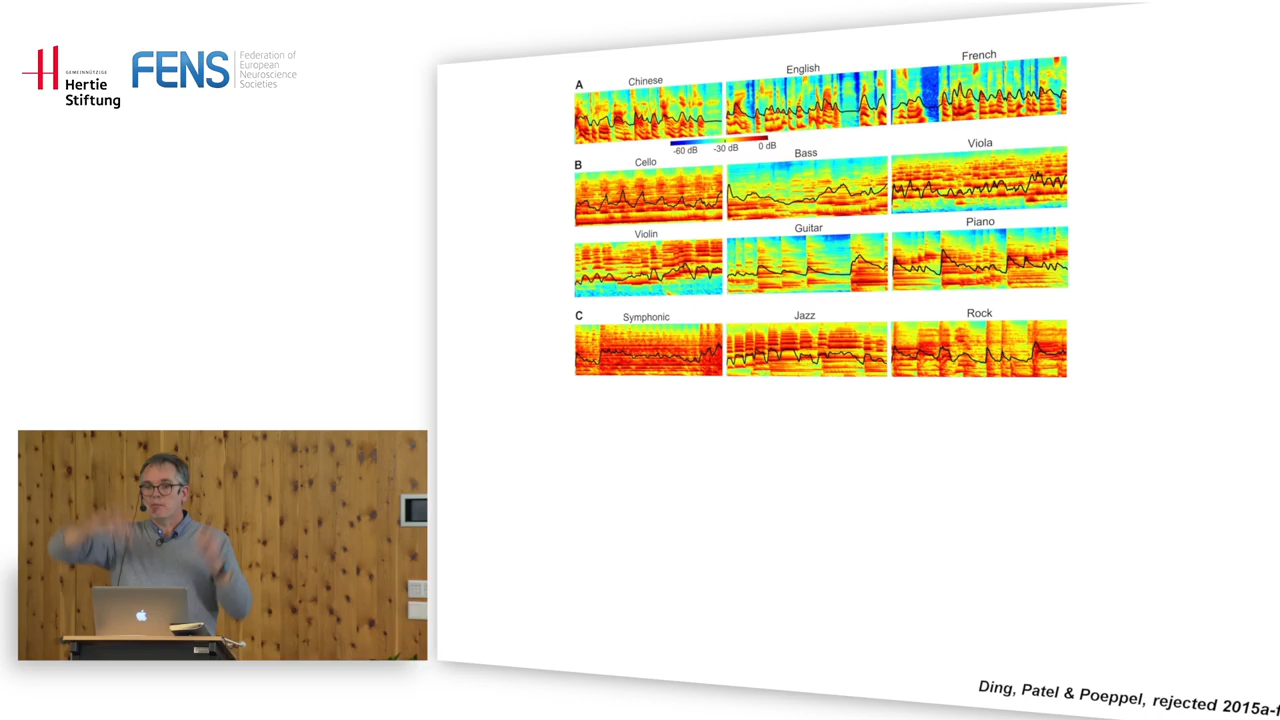 GEMEINNÜTZIGE
Hertie
Stiftung
FENS
Federation of
European
Neuroscience
Societies
A
Chinese
English
French
-60 dB
-30 dB
0 dB
B
Cello
Bass
Viola
Violin
Guitar
Piano
C
Symphonic
Jazz
Rock
Ding, Patel & Poeppel, rejected 2015a-f